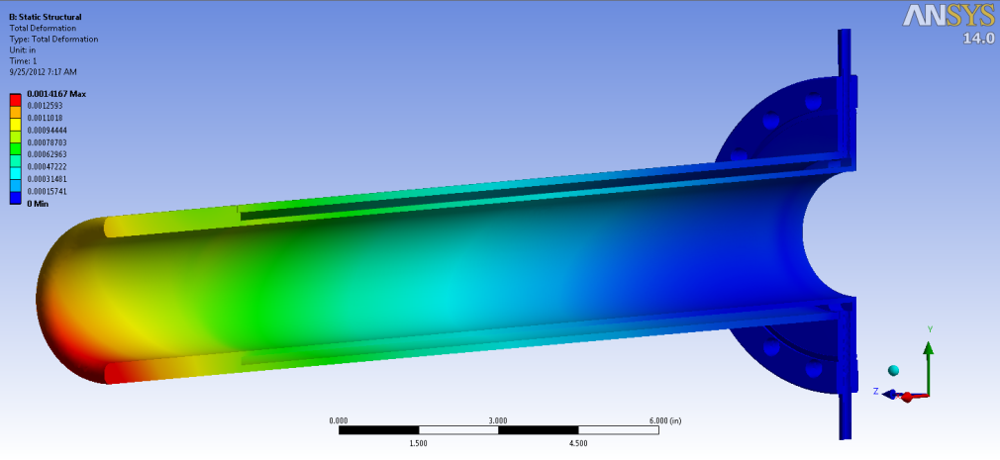 B: Static Structural
Total Deformation
Type: Total Deformation
Unit: in
Time: 1
9/25/2012 7:17 AM
0.0014167 Max
0.0012593
0.0011018
0.00094444
0.00078703
0.00062963
0.00047222
0.00031481
0.00015741
0 Min
ANSYS
14.0
0.000
3.000
6.000 (in)
1.500
4.500
Y
Z